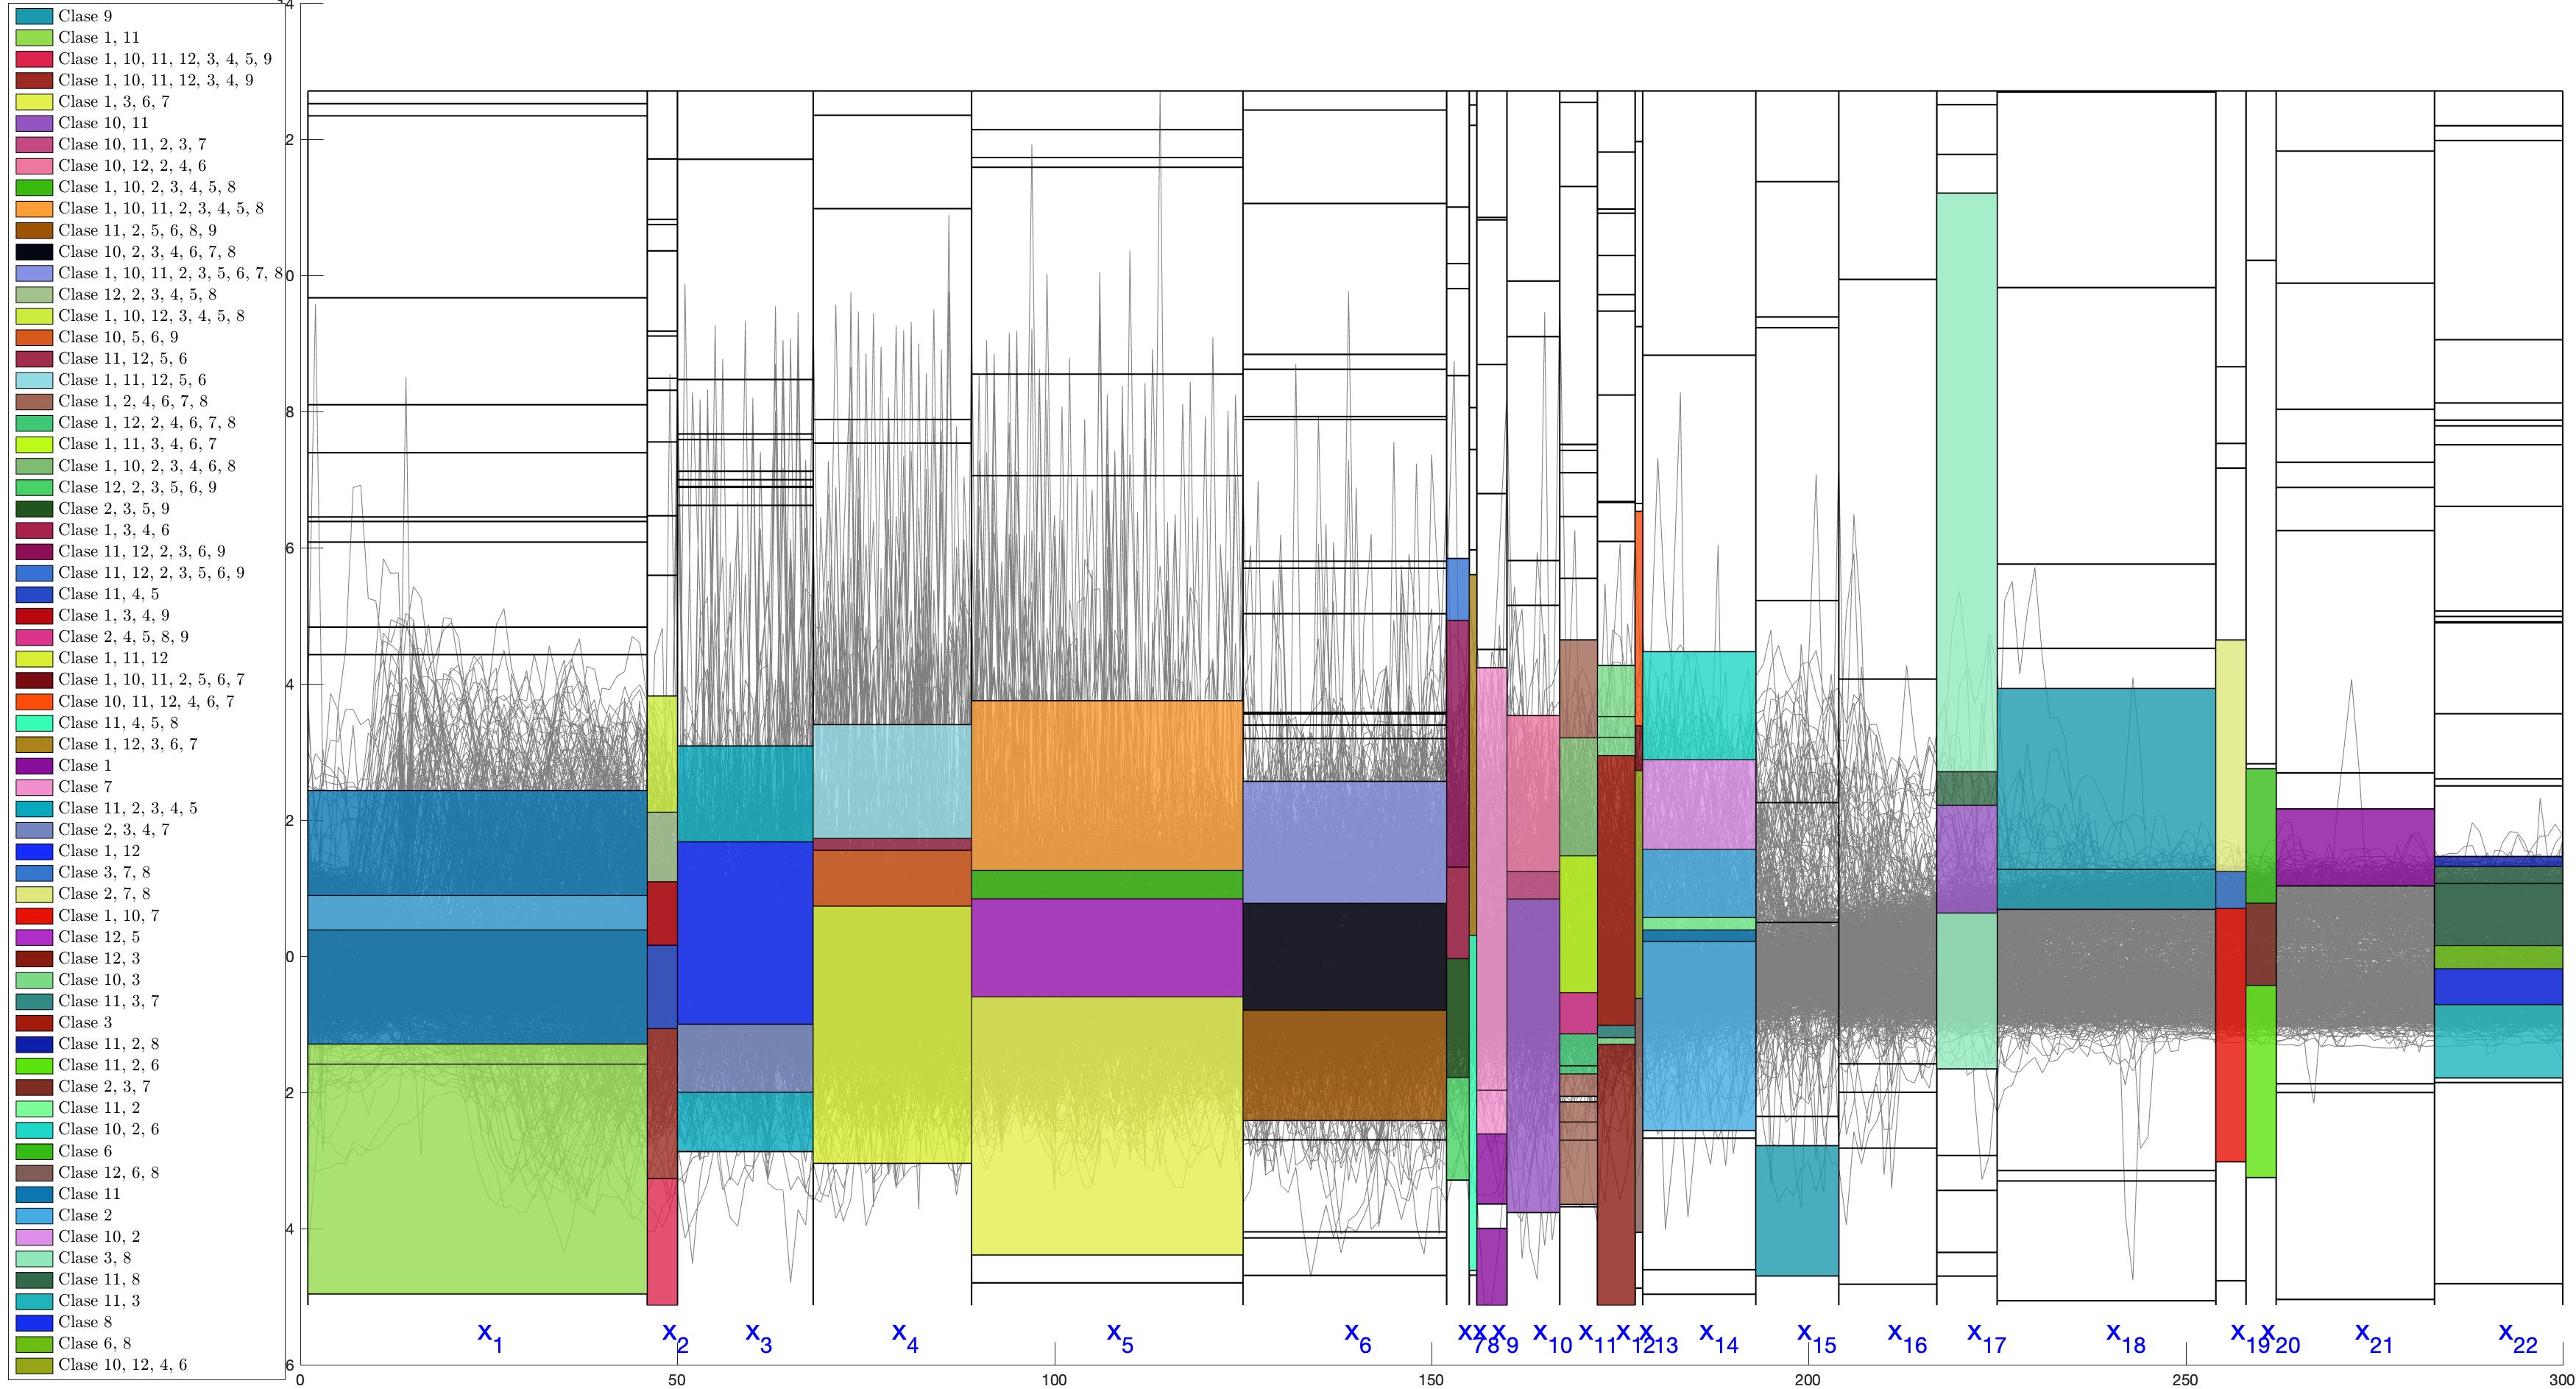 Clase 9
Clase 1, 11
Clase 1, 10, 11, 12, 3, 4, 5, 9
Clase 1, 10, 11, 12, 3, 4, 9
Clase 1, 3, 6, 7
Clase 10, 11
Clase 10, 11, 2, 3, 7
Clase 10, 12, 2, 4, 6
Clase 1, 10, 2, 3, 4, 5, 8
Clase 1, 10, 11, 2, 3, 4, 5, 8
Clase 11, 2, 5, 6, 8, 9
Clase 10, 2, 3, 4, 6, 7, 8
Clase 1, 10, 11, 2, 3, 5, 6, 7, 8
Clase 12, 2, 3, 4, 5, 8
Clase 1, 10, 12, 3, 4, 5, 8
Clase 10, 5, 6, 9
Clase 11, 12, 5, 6
Clase 1, 11, 12, 5, 6
Clase 1, 2, 4, 6, 7, 8
Clase 1, 12, 2, 4, 6, 7, 8
Clase 1, 11, 3, 4, 6, 7
Clase 1, 10, 2, 3, 4, 6, 8
Clase 12, 2, 3, 5, 6, 9
Clase 2, 3, 5, 9
Clase 1, 3, 4, 6
Clase 11, 12, 2, 3, 6, 9
Clase 11, 12, 2, 3, 5, 6, 9
Clase 11, 4, 5
Clase 1, 3, 4, 9
Clase 2, 4, 5, 8, 9
Clase 1, 11, 12
Clase 1, 10, 11, 2, 5, 6, 7
Clase 10, 11, 12, 4, 6, 7
Clase 11, 4, 5, 8
Clase 1, 12, 3, 6, 7
Clase 1
Clase 7
Clase 11, 2, 3, 4, 5
Clase 2, 3, 4, 7
Clase 1, 12
Clase 3, 7, 8
Clase 2, 7, 8
Clase 1, 10, 7
Clase 12, 5
Clase 12, 3
Clase 10, 3
Clase 11, 3, 7
Clase 3
Clase 11, 2, 8
Clase 11, 2, 6
Clase 2, 3, 7
Clase 11, 2
Clase 10, 2, 6
Clase 6
Clase 12, 6, 8
Clase 11
Clase 2
Clase 10, 2
Clase 3, 8
Clase 11, 8
Clase 11, 3
Clase 8
Clase 6, 8
Clase 10, 12, 4, 6
4
2
0
8
6
4
2
0
2
4
6
x1 x2 x3 x4 x5 x6 x7 x8 x9 x10 x11 x12 x13 x14 x15 x16 x17 x18 x19 x20 x21 x22
0 50 100 150 200 250 300